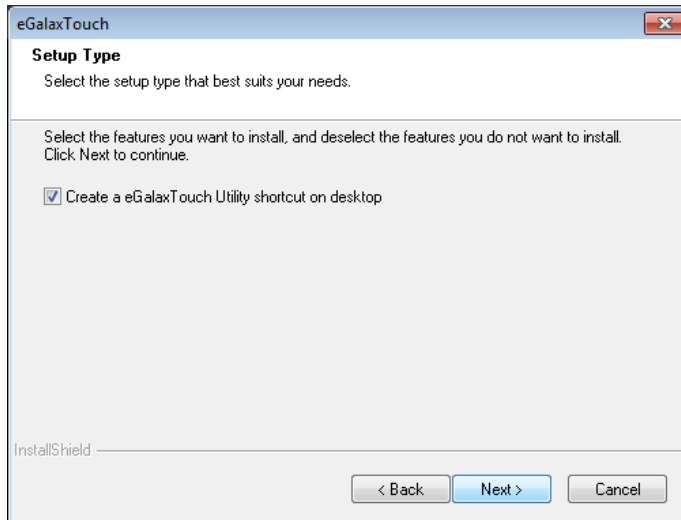 eGalaxTouch
Setup Type
Select the setup type that best suits your needs.
Select the features you want to install, and deselect the features you do not want to install.
Click Next to continue.
Create a eGalaxTouch Utility shortcut on desktop
InstallShield
< Back Next > Cancel